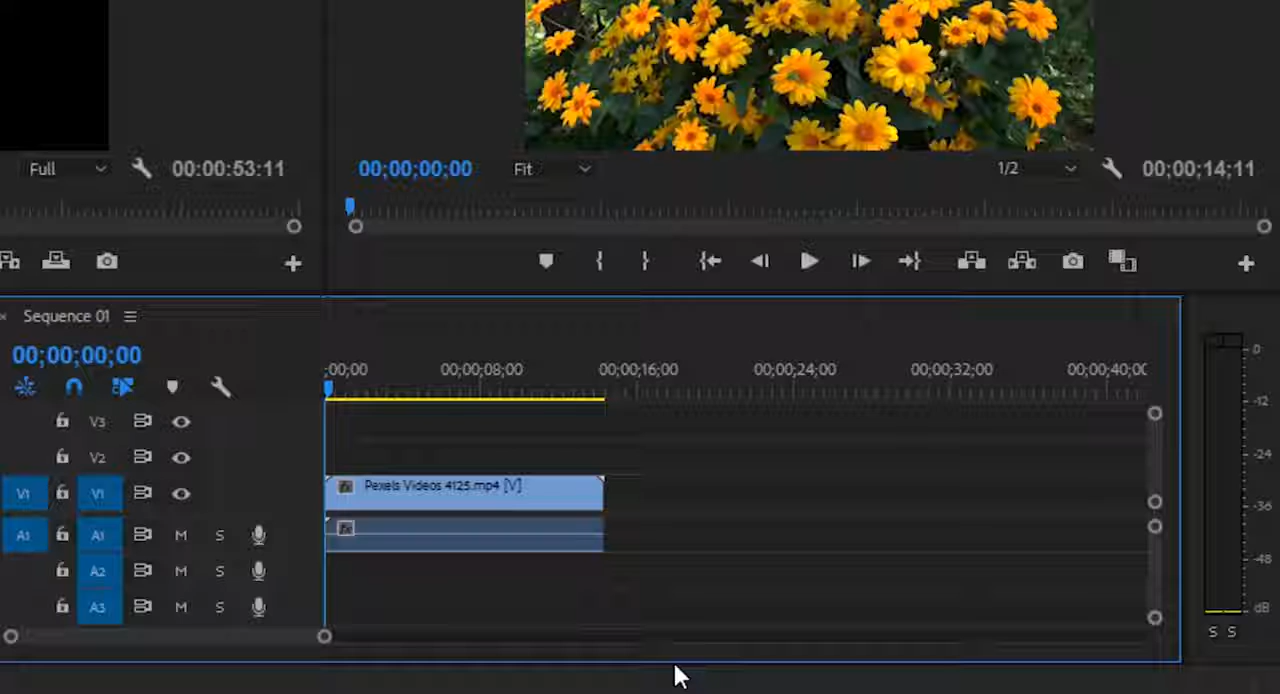 Full 00:00:53:11 00;00;00;00 Fit 1/2 00;00;14;11
Sequence 01
00;00;00;00
;00;00 00;00;08;00 00;00;16;00 00;00;24;00 00;00;32;00 00;00;40;00
V3
V2
V1 V1 Pexels Videos 4125.mp4 [V]
A1 A1 M S fx
A2 M S
A3 M S
0
-12
-24
-36
-48
dB
S S